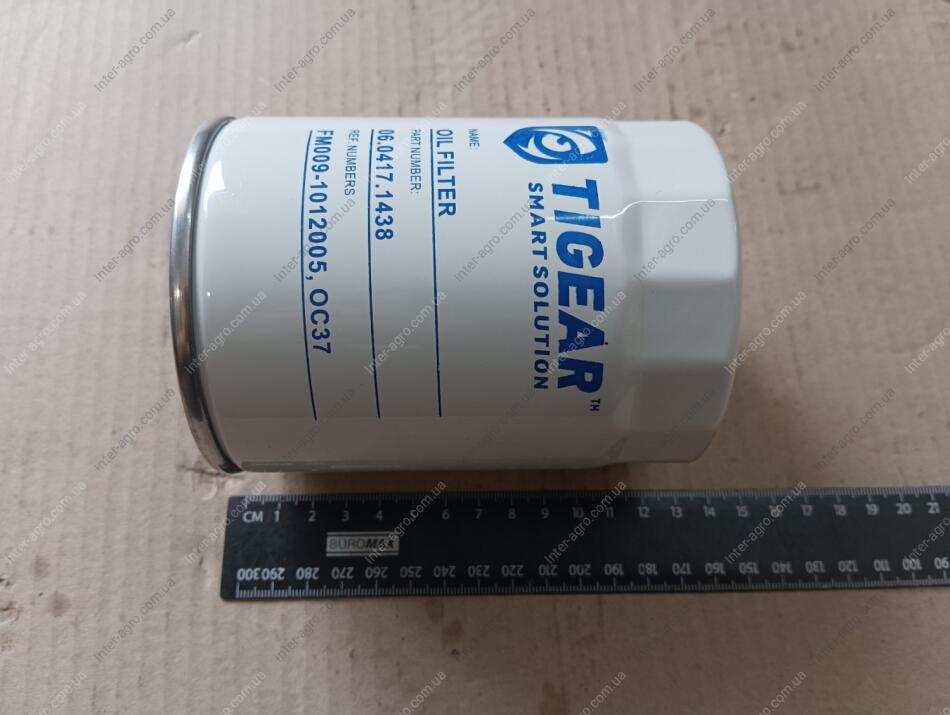 TIGEAR™
SMART SOLUTION
NAME:
OIL FILTER
PART NUMBER:
06.0417.1438
REF. NUMBERS
FM009-1012005, OC37
CM 1 2 3 4 6 7 8 9 10 11 12 13 14 15 16 17 18 19 20 21
BUROMAX
300 290 280 270 260 250 240 230 220 210 200 190 180 170 160 150 140 130 120 110 100 90
Inter-agro.com.ua